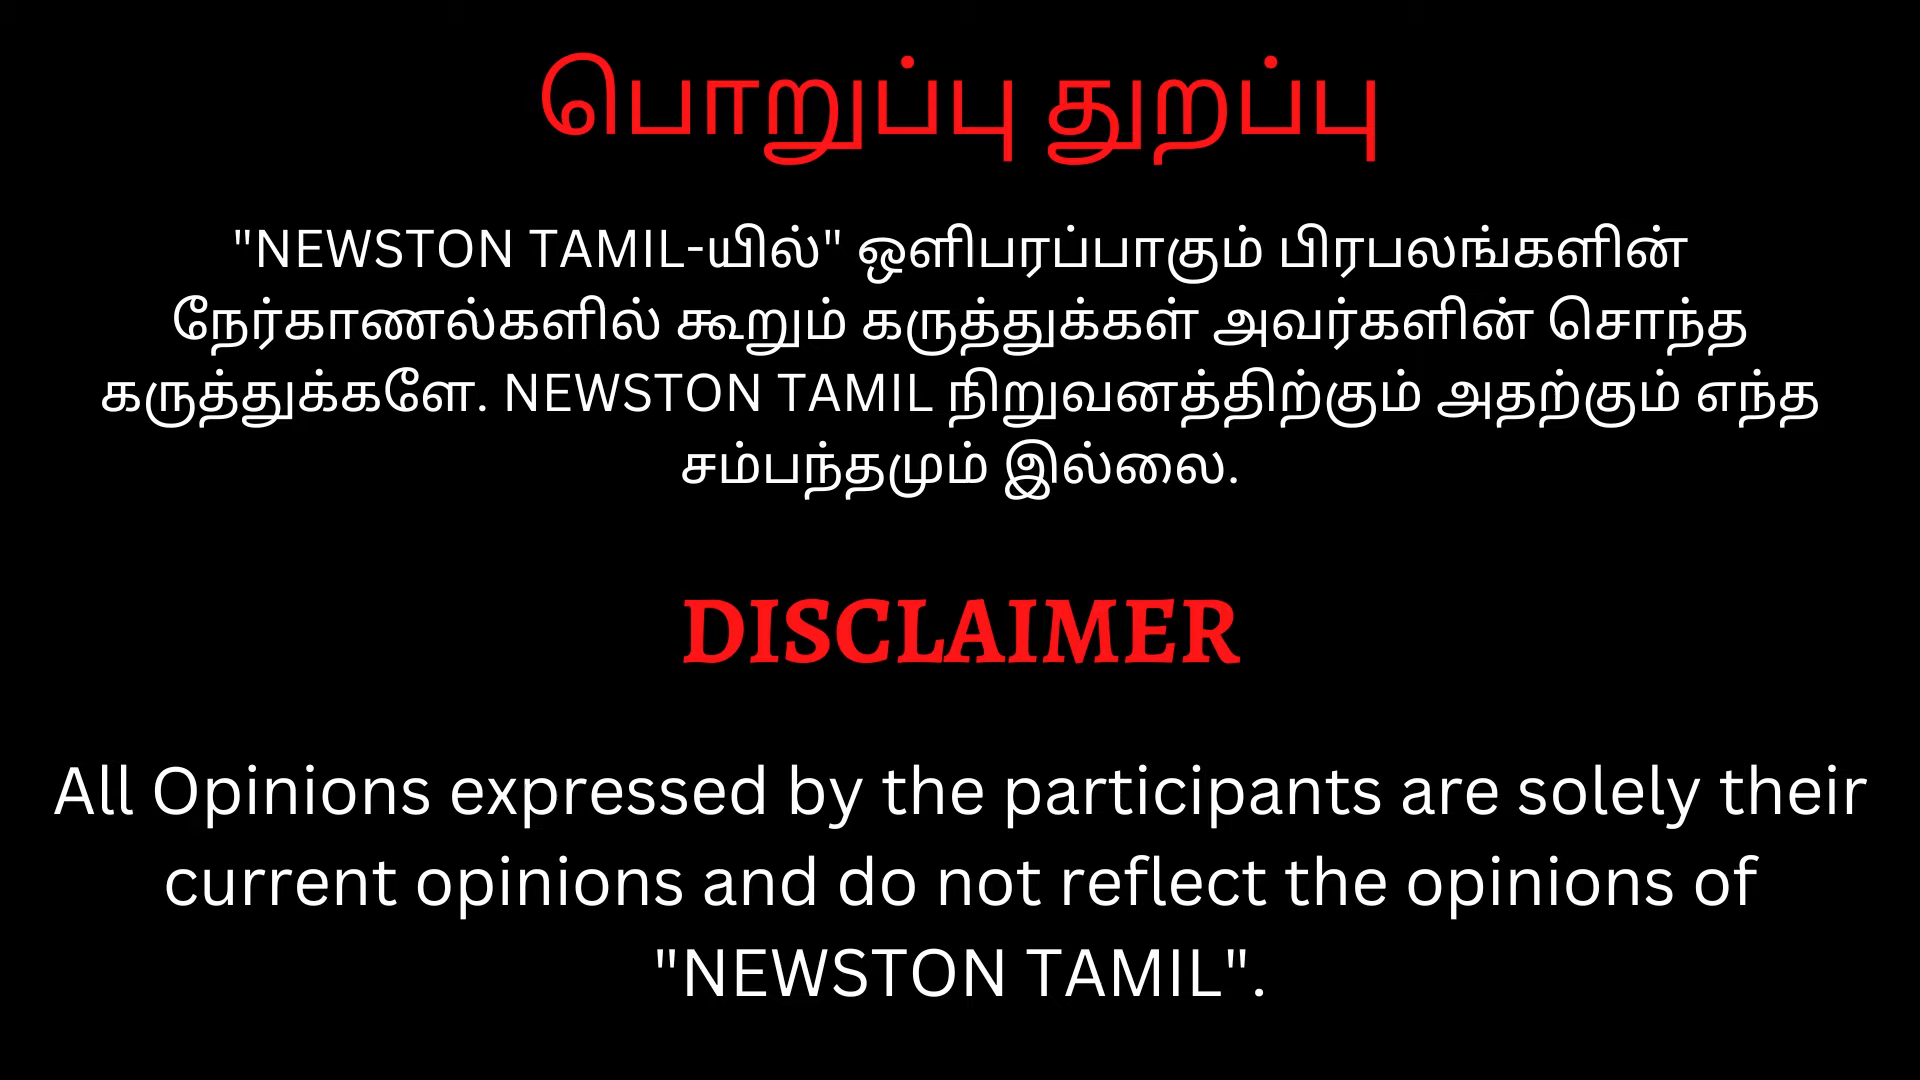 பொறுப்பு துறப்பு
"NEWSTON TAMIL-யில்" ஒளிபரப்பாகும் பிரபலங்களின்
நேர்காணல்களில் கூறும் கருத்துக்கள் அவர்களின் சொந்த
கருத்துக்களே. NEWSTON TAMIL நிறுவனத்திற்கும் அதற்கும் எந்த
சம்பந்தமும் இல்லை.
DISCLAIMER
All Opinions expressed by the participants are solely their
current opinions and do not reflect the opinions of
"NEWSTON TAMIL".